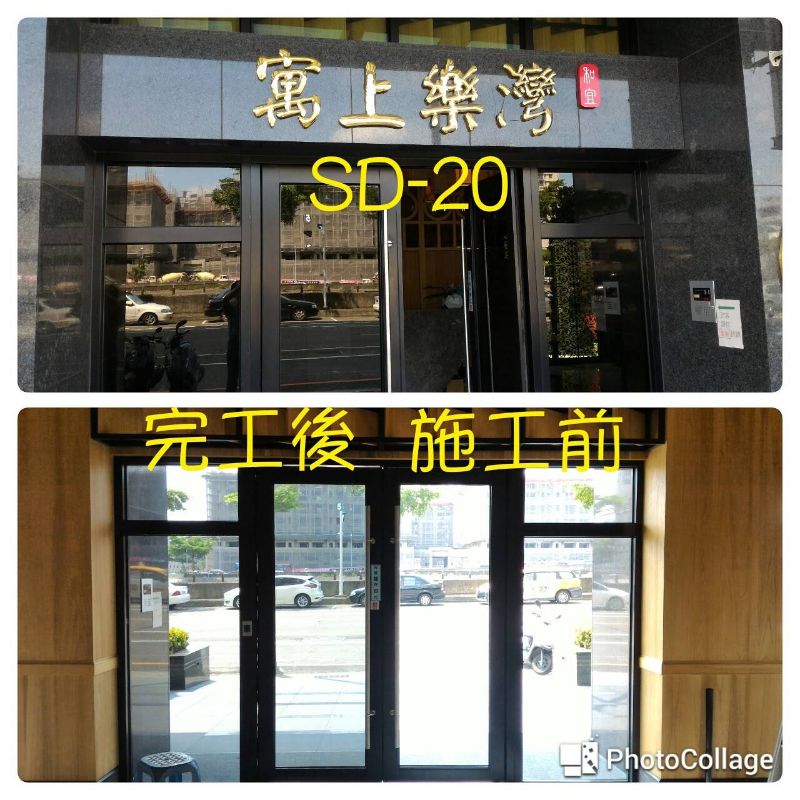 寓上樂灣
和宜
SD-20
完工後 施工前
PhotoCollage